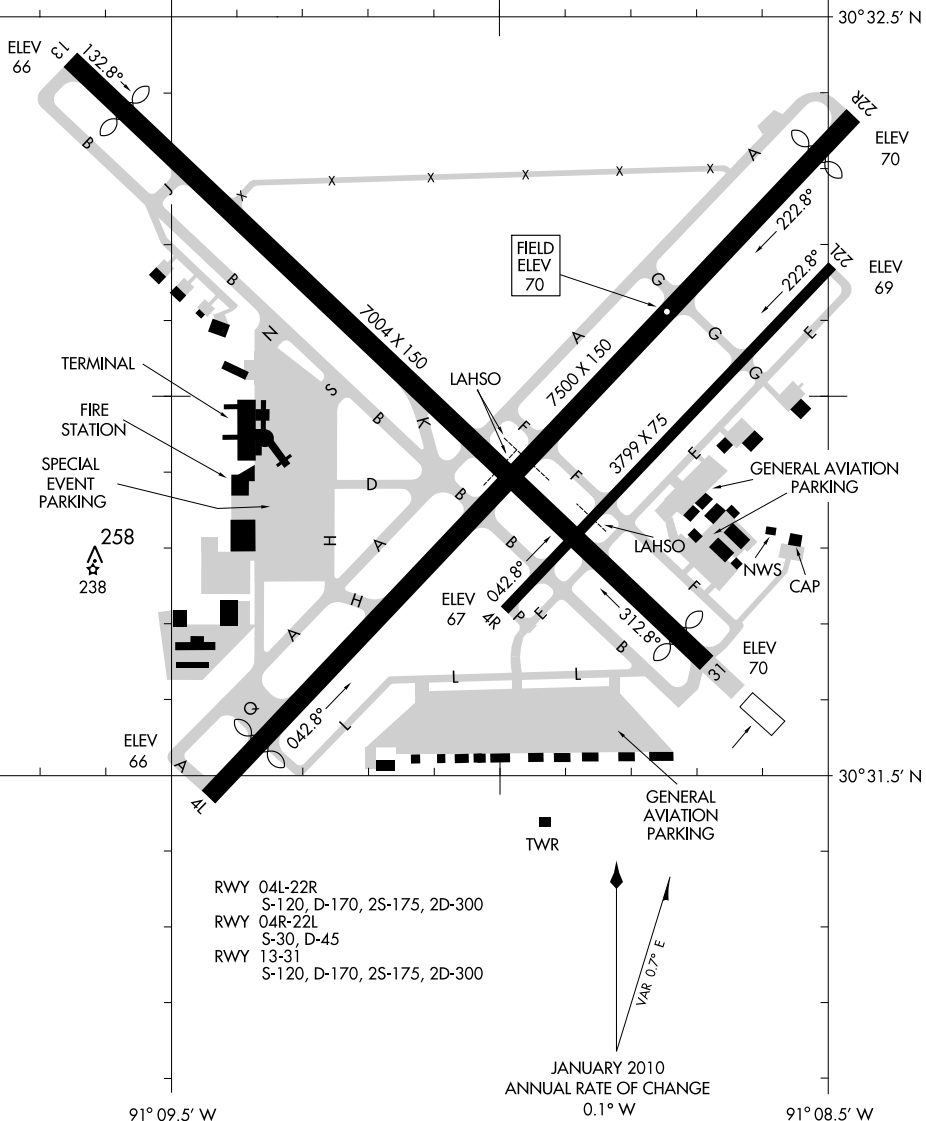 30° 32.5' N
ELEV
66
13
132.8°
B
J
X
X
X
X
X
X
A
22R
ELEV
70
222.8°
222.8°
22L
ELEV
69
FIELD
ELEV
70
G
G
G
E
B
N
S
B
K
7004 X 150
A
7500 X 150
LAHSO
F
F
3799 X 75
E
TERMINAL
FIRE
STATION
SPECIAL
EVENT
PARKING
258
238
D
B
B
H
A
H
A
GENERAL AVIATION
PARKING
LAHSO
NWS
CAP
F
042.8°
ELEV
67
4R
P
E
312.8°
B
31
ELEV
70
L
L
L
Q
042.8°
ELEV
66
A
4L
30° 31.5' N
GENERAL
AVIATION
PARKING
TWR
RWY 04L-22R
S-120, D-170, 2S-175, 2D-300
RWY 04R-22L
S-30, D-45
RWY 13-31
S-120, D-170, 2S-175, 2D-300
VAR 0.7° E
JANUARY 2010
ANNUAL RATE OF CHANGE
0.1° W
91° 09.5' W
91° 08.5' W